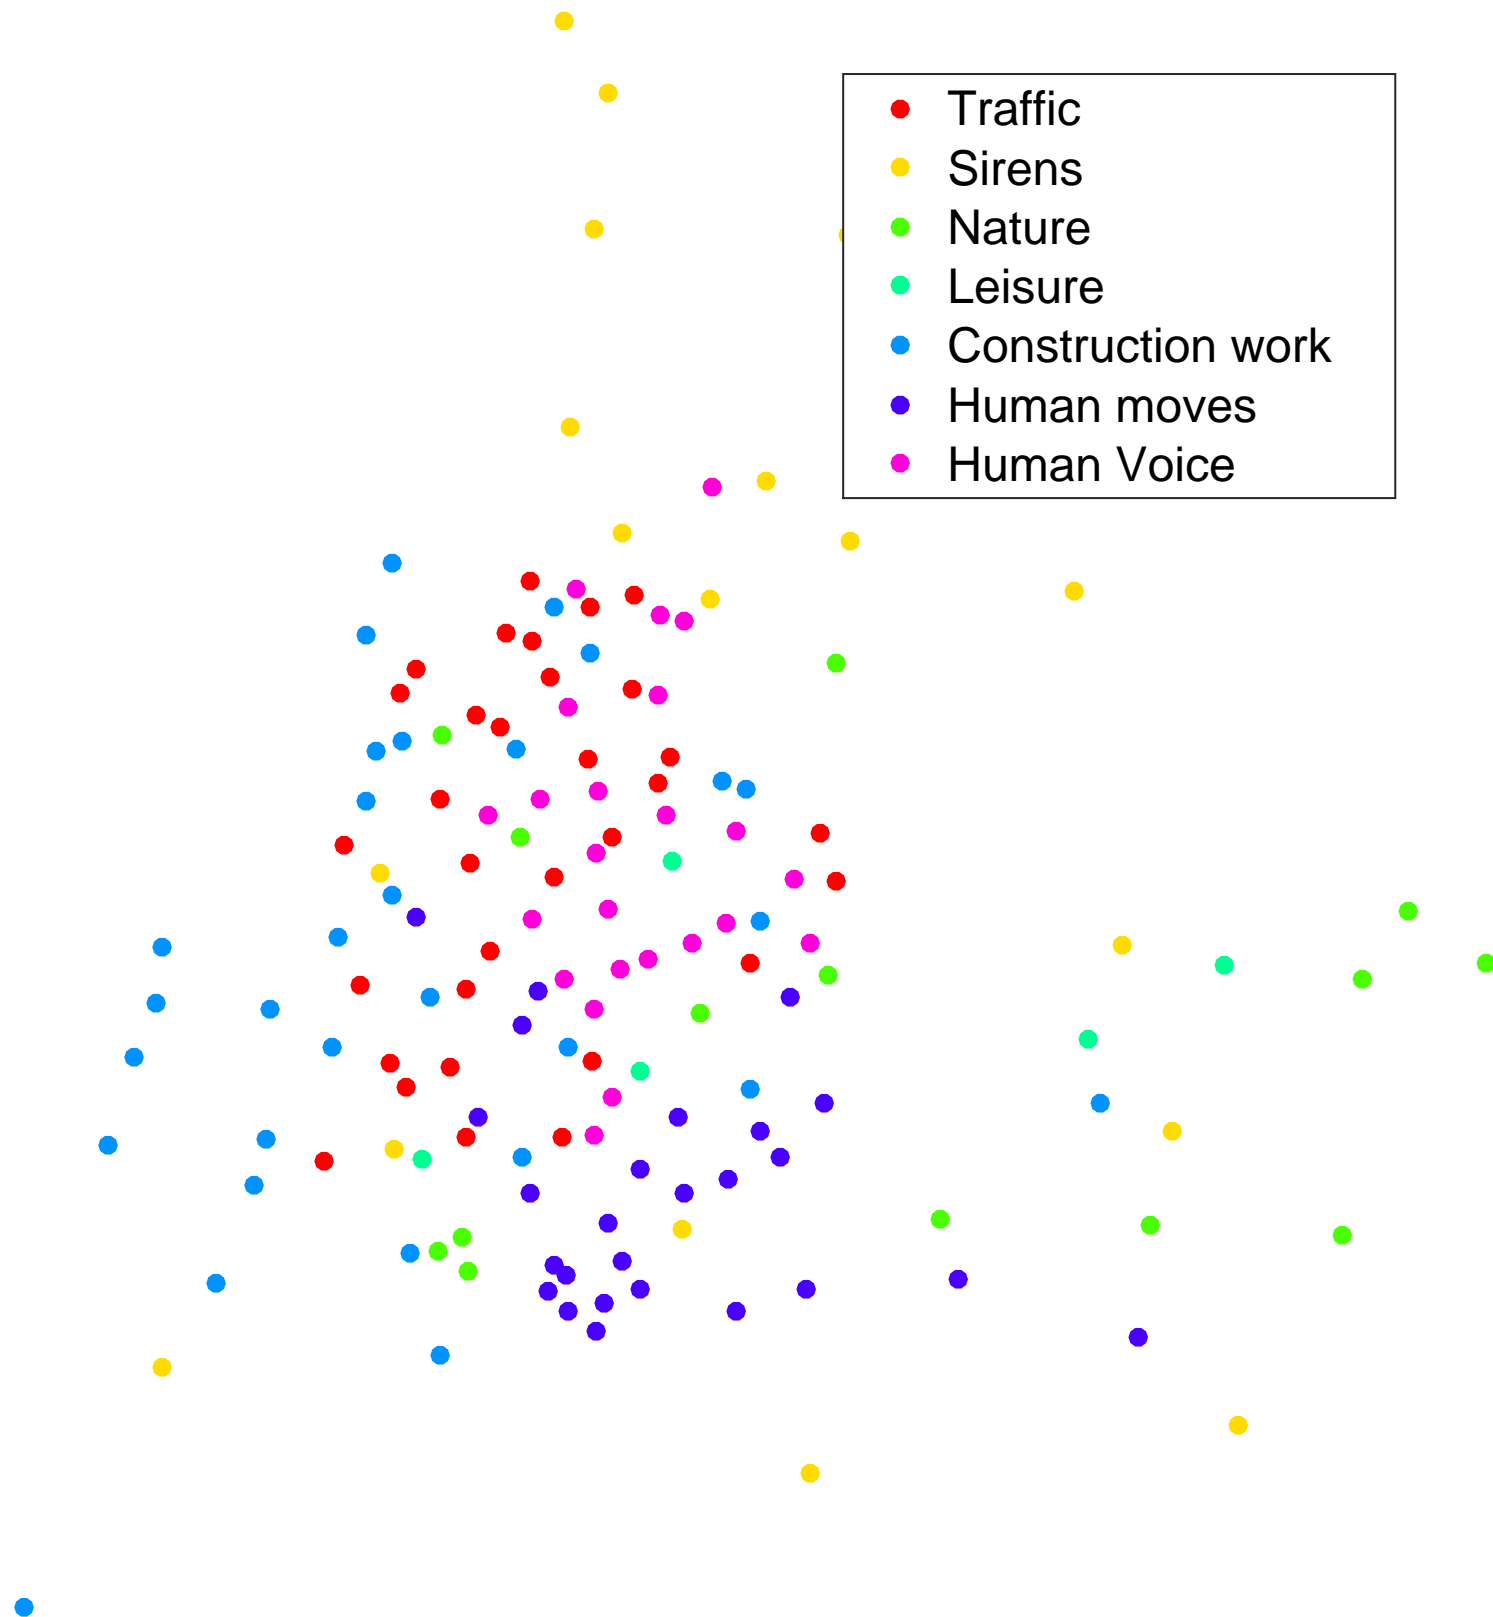 Traffic
Sirens
Nature
Leisure
Construction work
Human moves
Human Voice